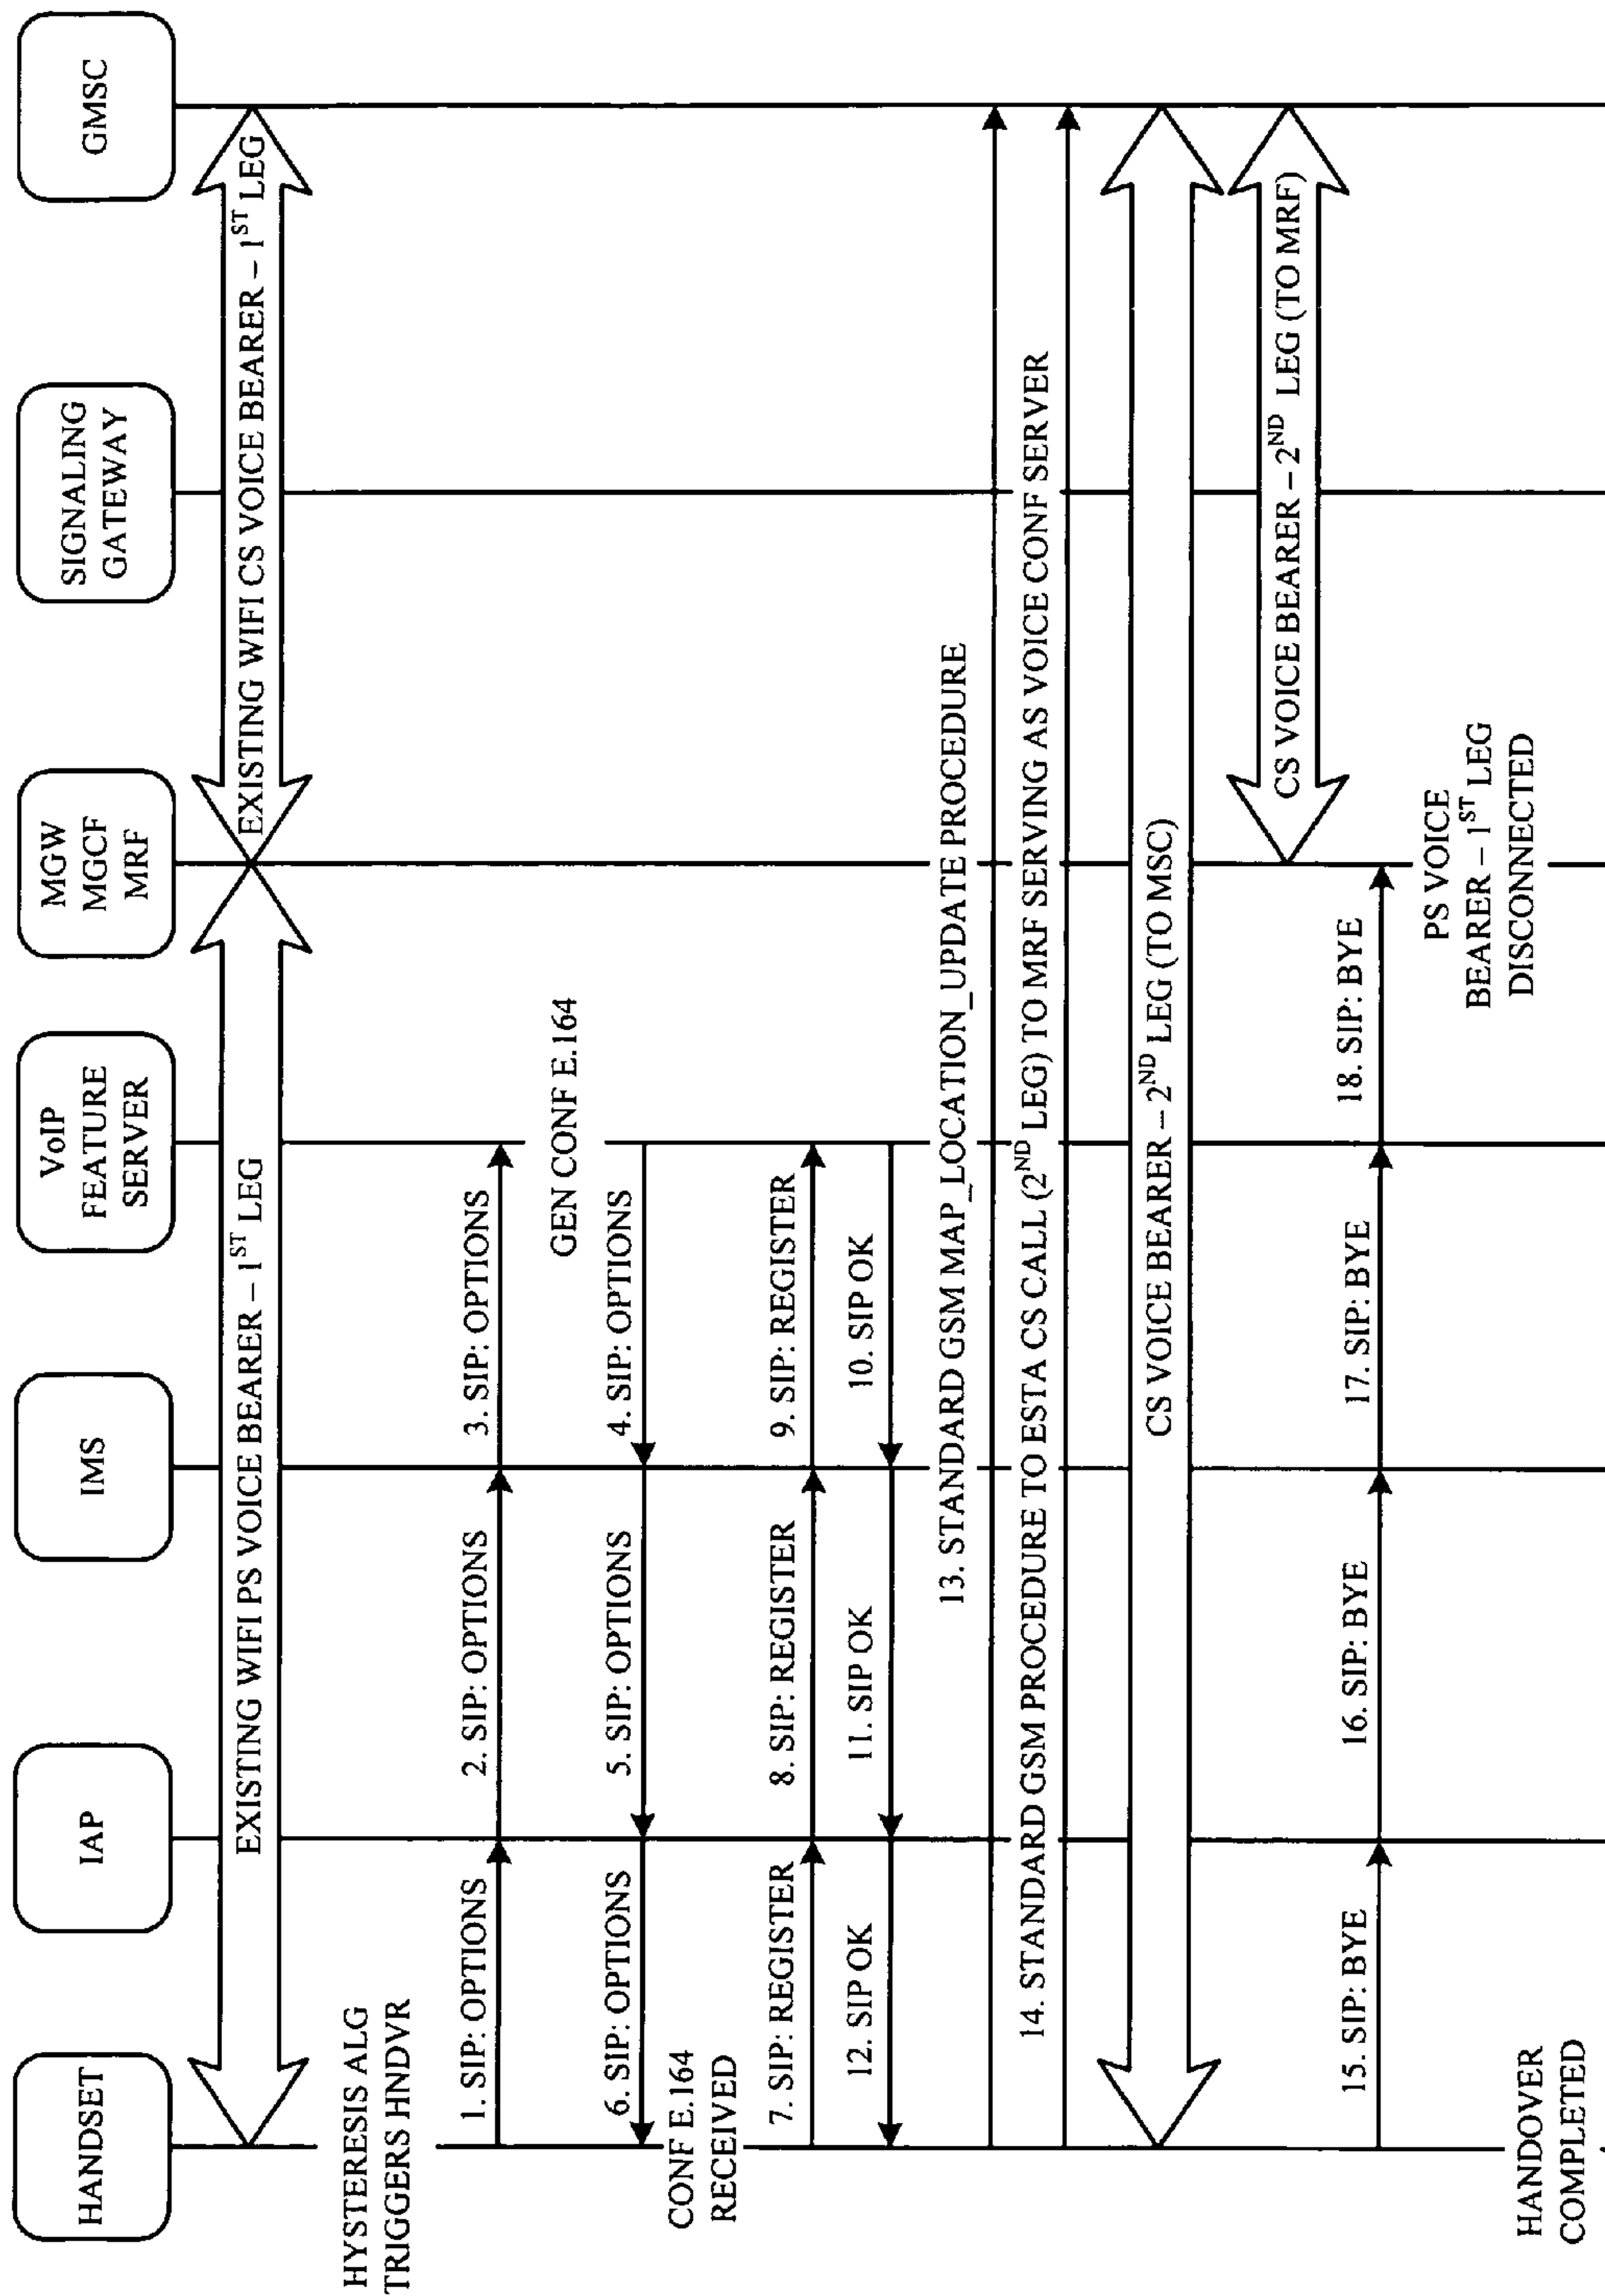 HANDSET
IAP
IMS
VoIP
FEATURE
SERVER
MGW
MGCF
MRF
SIGNALING
GATEWAY
GMSC
EXISTING WIFI PS VOICE BEARER – 1ST LEG
EXISTING WIFI CS VOICE BEARER – 1ST LEG
HYSTERESIS ALG
TRIGGERS HNDVR
1. SIP: OPTIONS
2. SIP: OPTIONS
3. SIP: OPTIONS
GEN CONF E.164
6. SIP: OPTIONS
5. SIP: OPTIONS
4. SIP: OPTIONS
CONF E.164
RECEIVED
7. SIP: REGISTER
8. SIP: REGISTER
9. SIP: REGISTER
12. SIP OK
11. SIP OK
10. SIP OK
13. STANDARD GSM MAP_LOCATION_UPDATE PROCEDURE
14. STANDARD GSM PROCEDURE TO ESTA CS CALL (2ND LEG) TO MRF SERVING AS VOICE CONF SERVER
CS VOICE BEARER – 2ND LEG (TO MSC)
CS VOICE BEARER – 2ND LEG (TO MRF)
15. SIP: BYE
16. SIP: BYE
17. SIP: BYE
18. SIP: BYE
PS VOICE
BEARER – 1ST LEG
DISCONNECTED
HANDOVER
COMPLETED